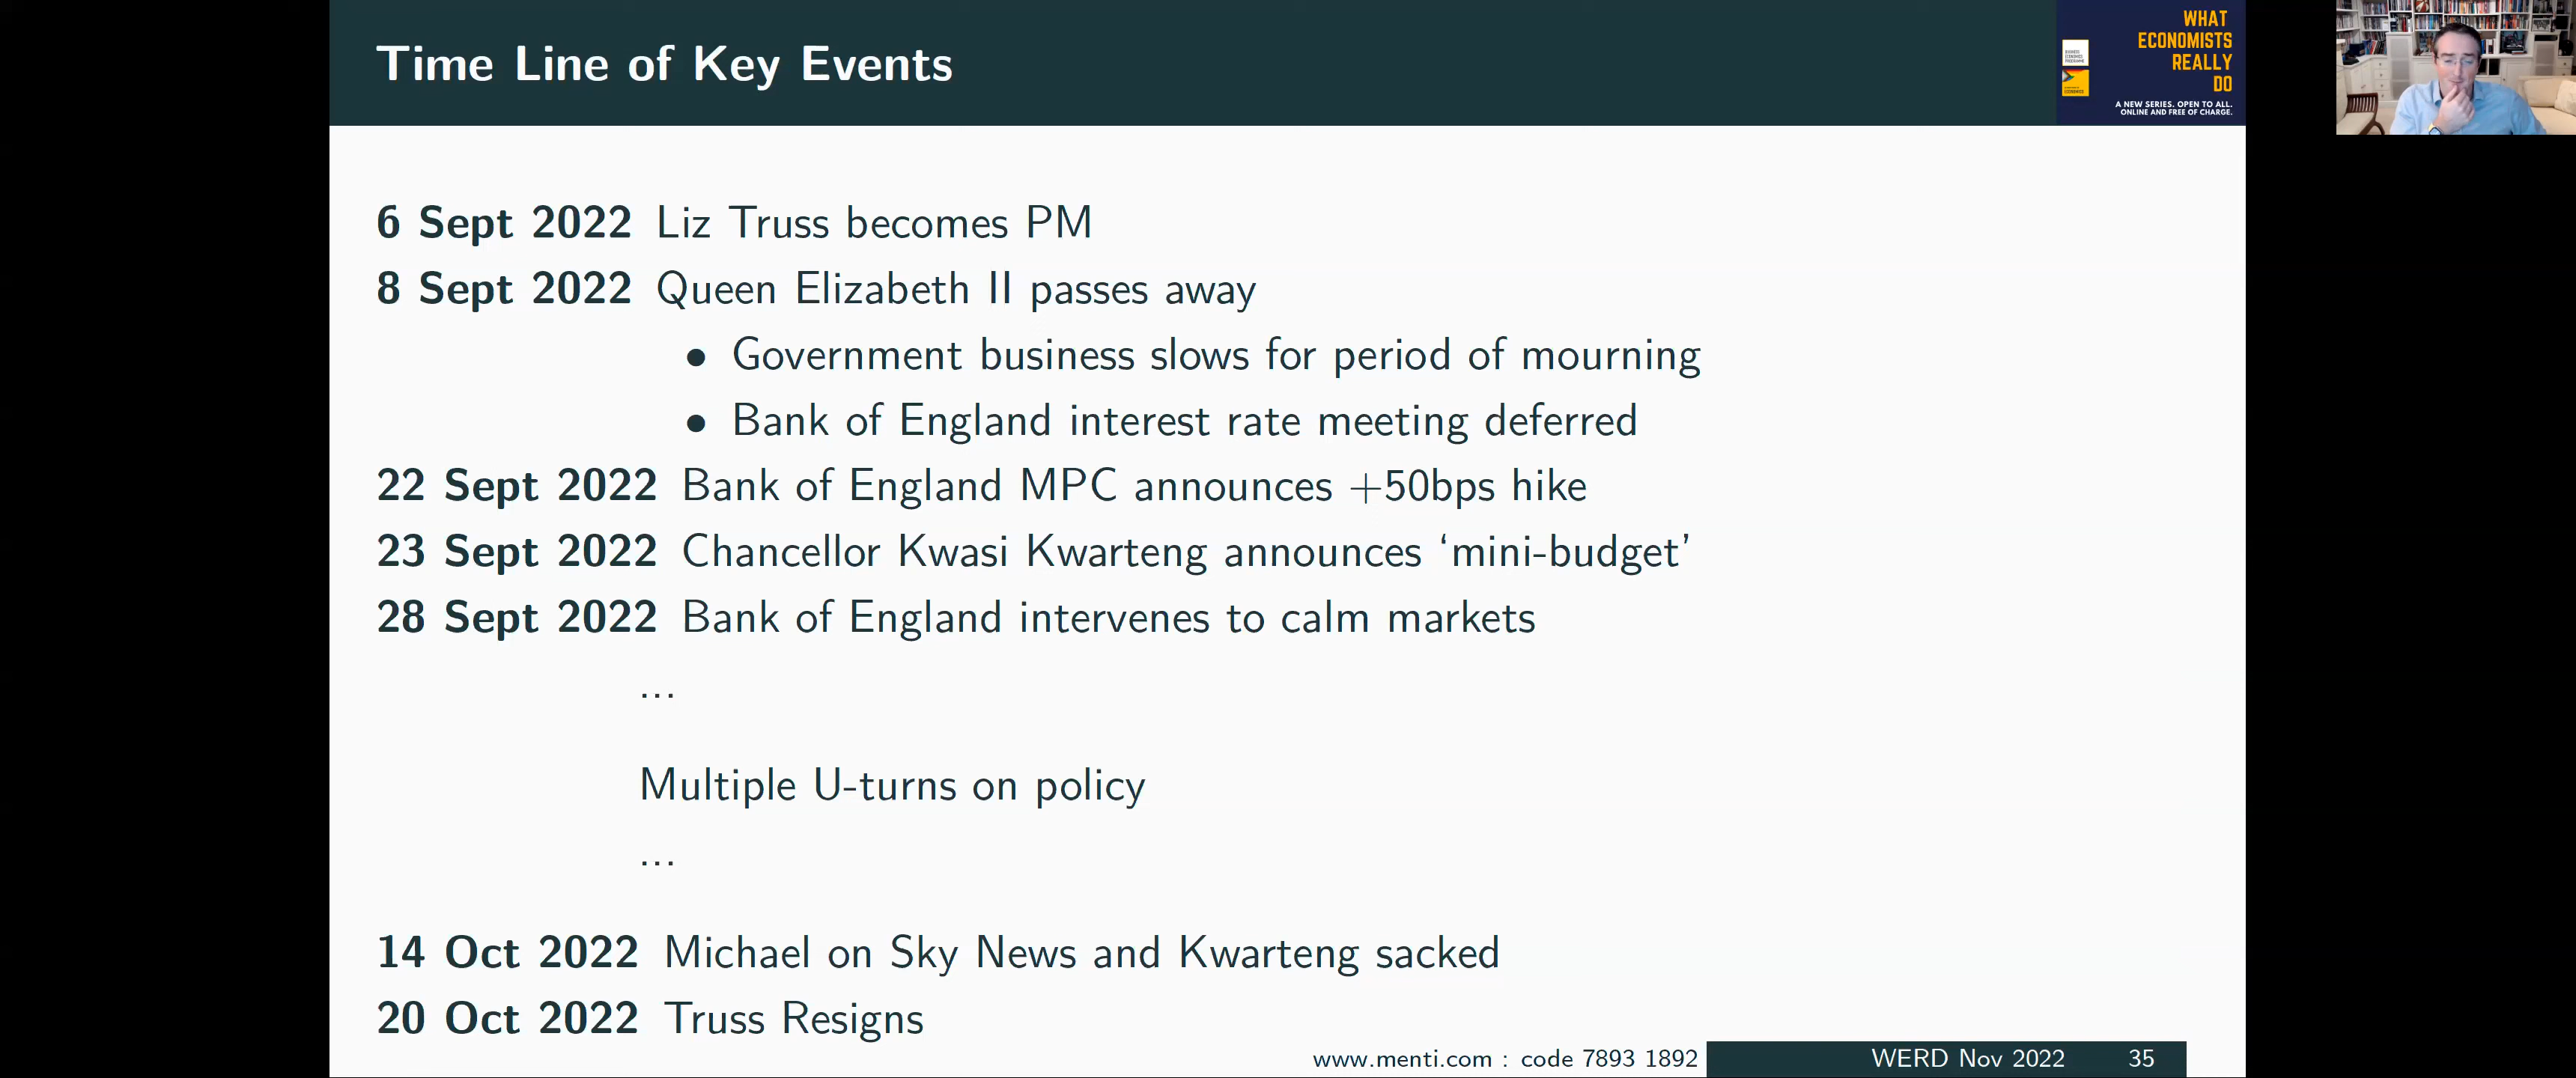 Time Line of Key Events
WHAT
ECONOMISTS
REALLY
DO
A NEW SERIES. OPEN TO ALL.
ONLINE AND FREE OF CHARGE.
6 Sept 2022 Liz Truss becomes PM
8 Sept 2022 Queen Elizabeth II passes away
• Government business slows for period of mourning
• Bank of England interest rate meeting deferred
22 Sept 2022 Bank of England MPC announces +50bps hike
23 Sept 2022 Chancellor Kwasi Kwarteng announces ‘mini-budget’
28 Sept 2022 Bank of England intervenes to calm markets
...
Multiple U-turns on policy
...
14 Oct 2022 Michael on Sky News and Kwarteng sacked
20 Oct 2022 Truss Resigns
www.menti.com : code 7893 1892 WERD Nov 2022 35